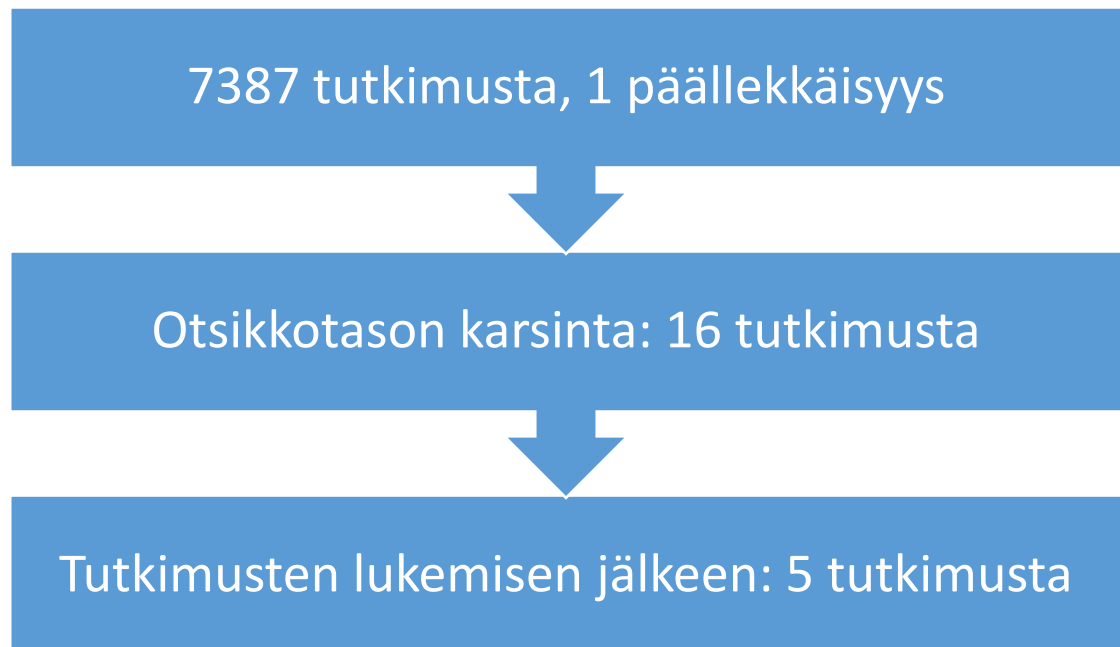 7387 tutkimusta, 1 päällekkäisyys
Otsikkotason karsinta: 16 tutkimusta
Tutkimusten lukemisen jälkeen: 5 tutkimusta